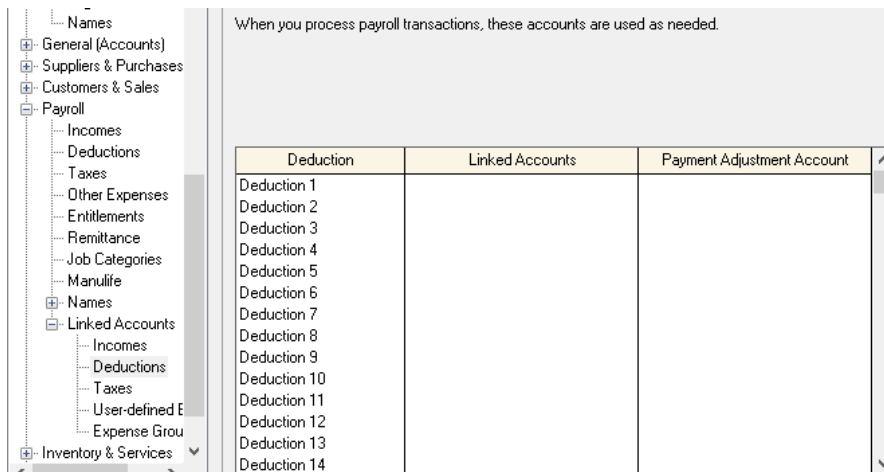 Names
General (Accounts)
Suppliers & Purchases
Customers & Sales
Payroll
Incomes
Deductions
Taxes
Other Expenses
Entitlements
Remittance
Job Categories
Manulife
Names
Linked Accounts
Incomes
Deductions
Taxes
User-defined E
Expense Grou
Inventory & Services
When you process payroll transactions, these accounts are used as needed.
Deduction Linked Accounts Payment Adjustment Account
Deduction 1
Deduction 2
Deduction 3
Deduction 4
Deduction 5
Deduction 6
Deduction 7
Deduction 8
Deduction 9
Deduction 10
Deduction 11
Deduction 12
Deduction 13
Deduction 14